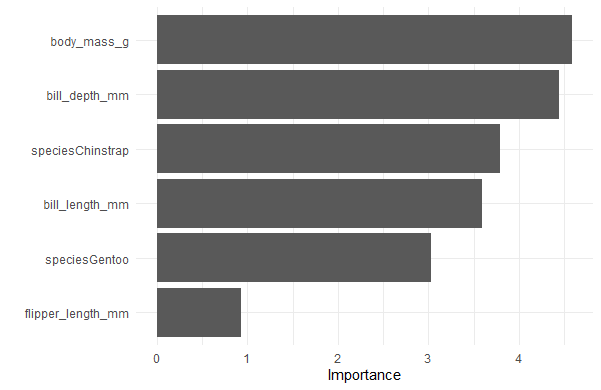 body_mass_g
bill_depth_mm
speciesChinstrap
bill_length_mm
speciesGentoo
flipper_length_mm
0 1 2 3 4
Importance